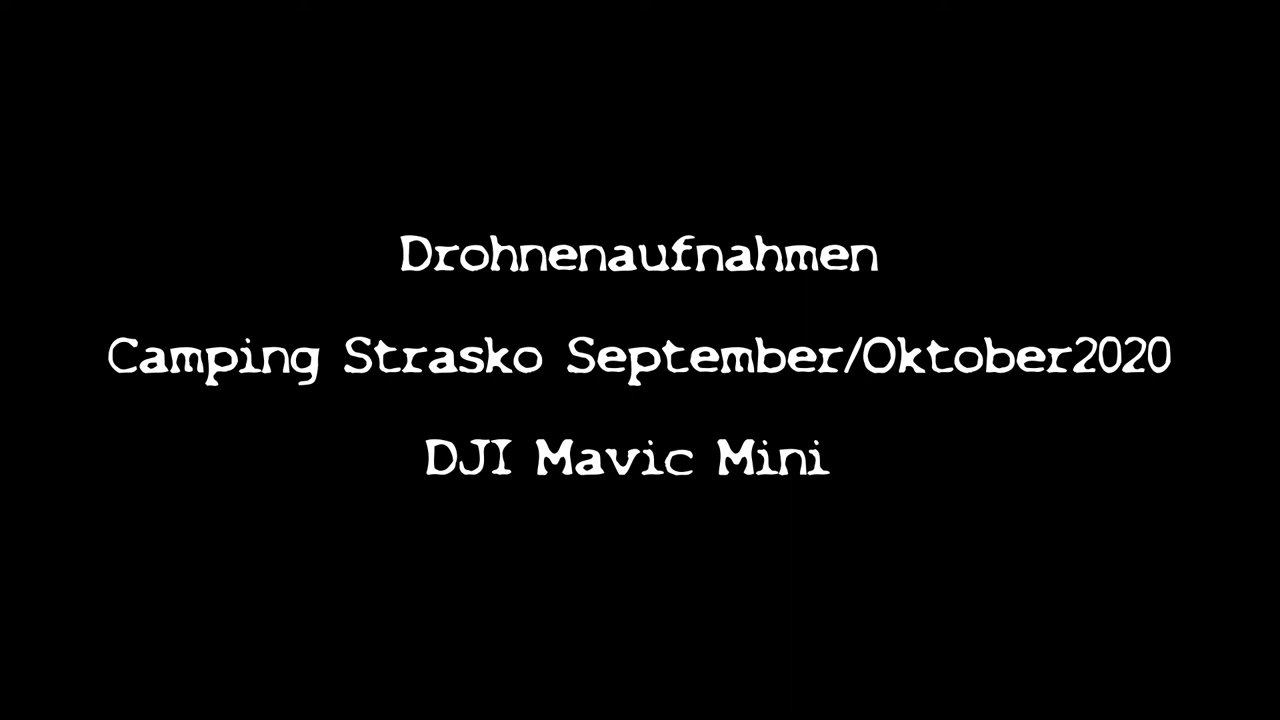 Drohnenaufnahmen
Camping Strasko September/Oktober2020
DJI Mavic Mini